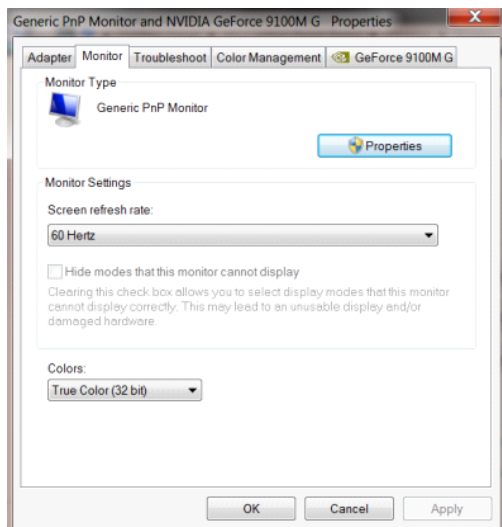 Generic PnP Monitor and NVIDIA GeForce 9100M G   Properties
Adapter Monitor Troubleshoot Color Management GeForce 9100M G
Monitor Type
Generic PnP Monitor
Properties
Monitor Settings
Screen refresh rate:
60 Hertz
Hide modes that this monitor cannot display
Clearing this check box allows you to select display modes that this monitor
cannot display correctly. This may lead to an unusable display and/or
damaged hardware.
Colors:
True Color (32 bit)
OK Cancel Apply